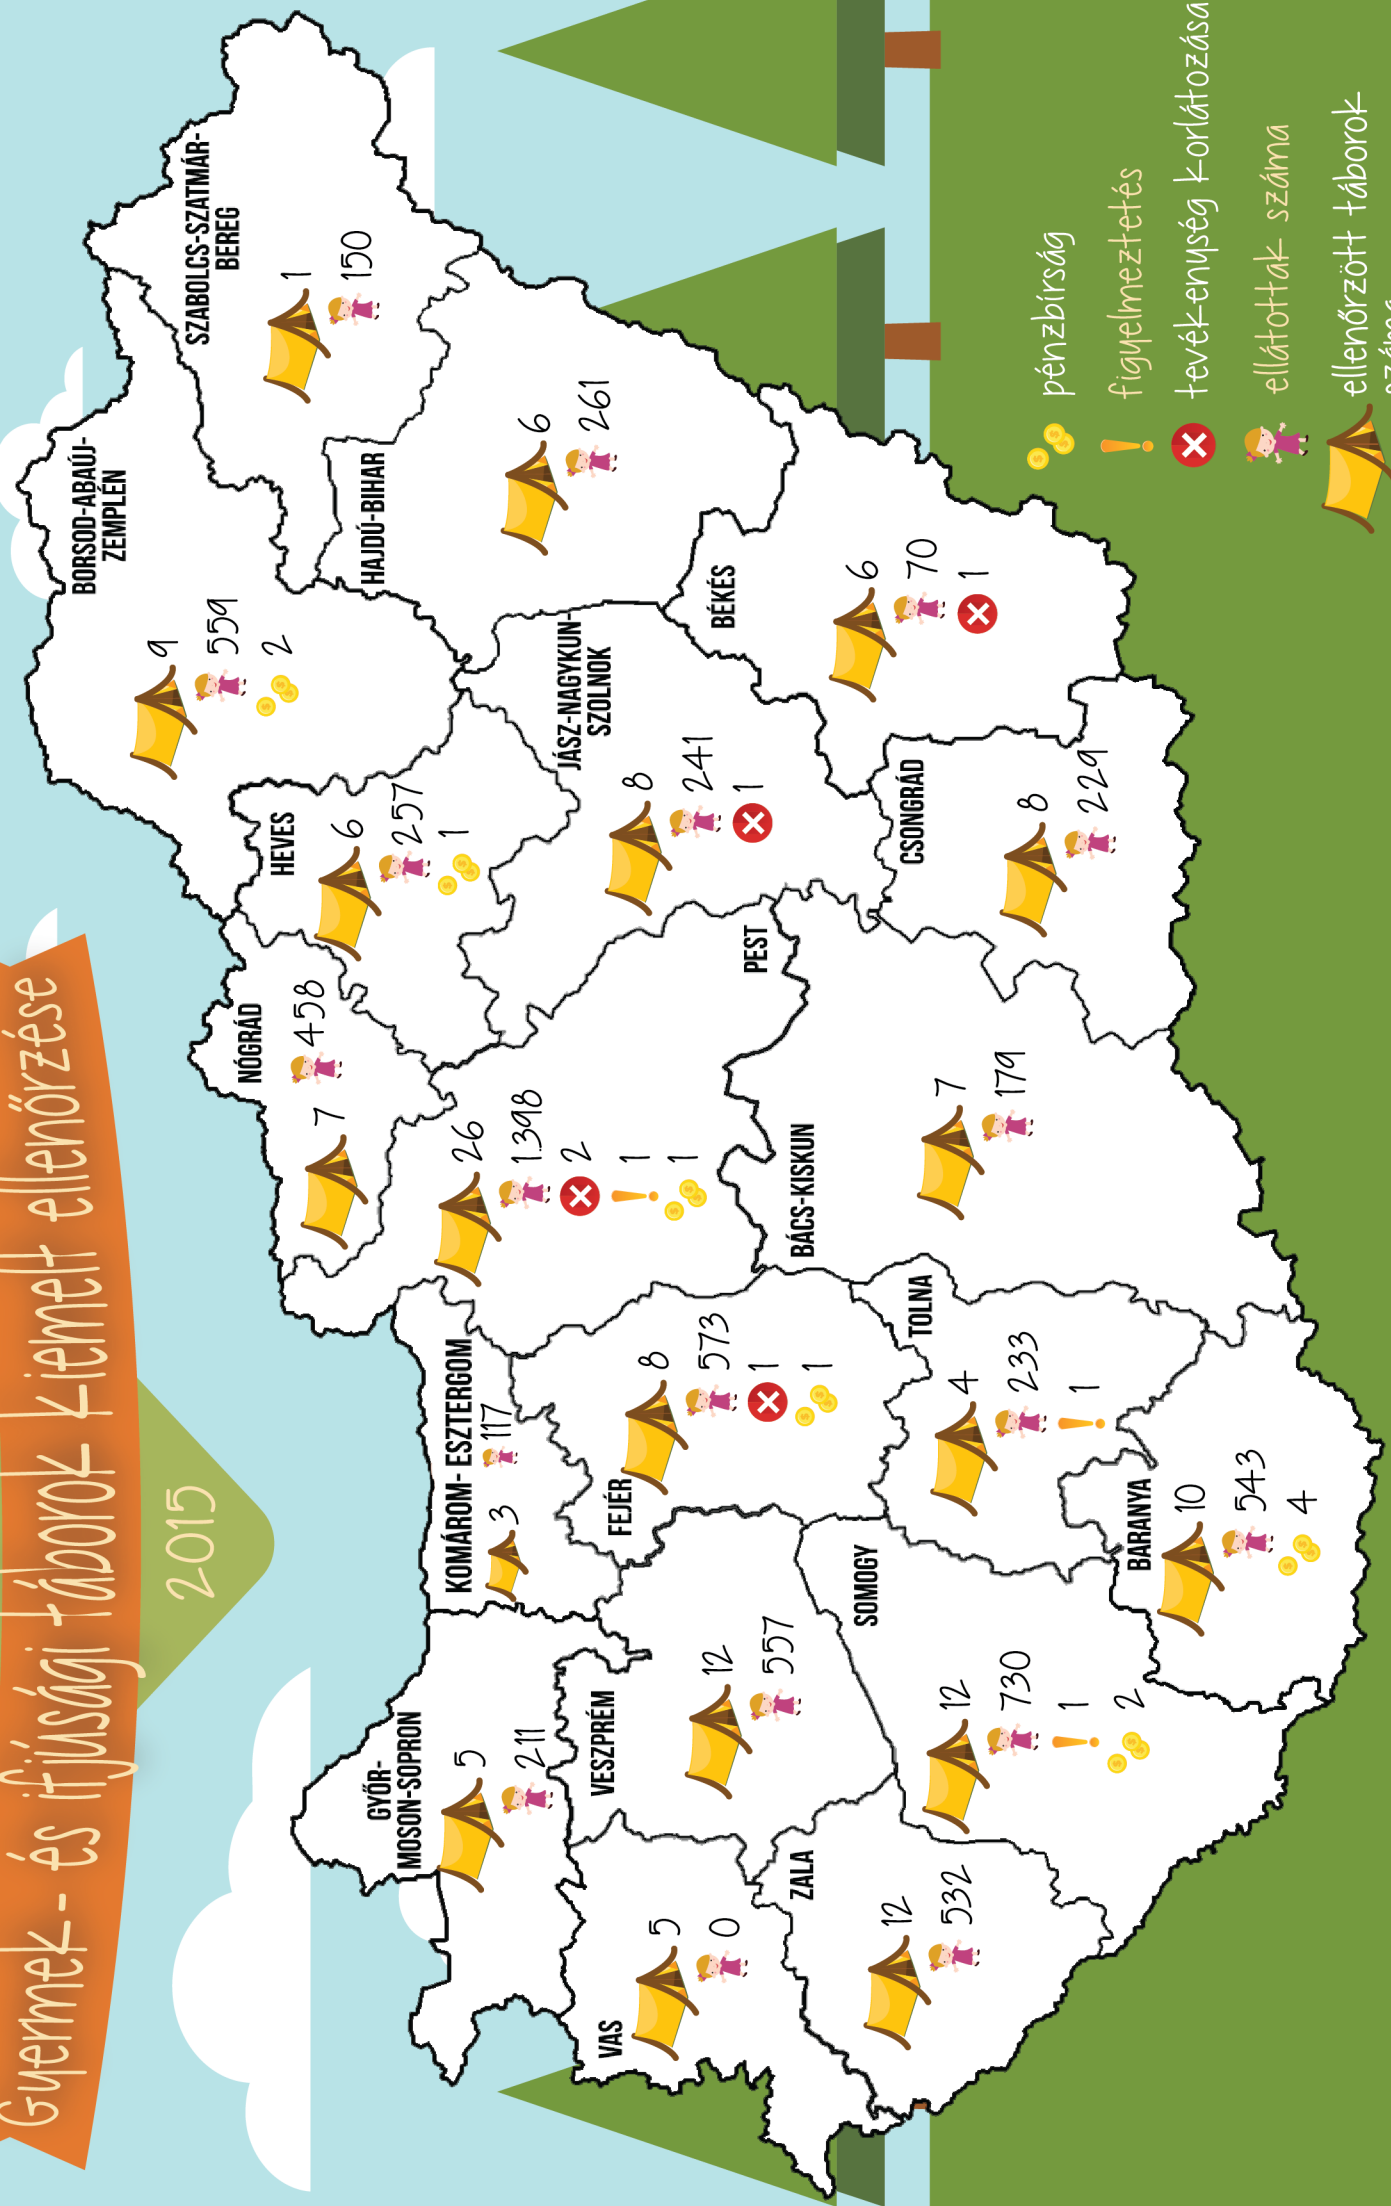 Gyermek- és ifjúsági táborok kiemelt ellenőrzése
2015
GYŐR-
MOSON-SOPRON
5
211
KOMÁROM- ESZTERGOM
3
117
NÓGRÁD
7
458
HEVES
6
257
1
BORSOD-ABAÚJ-
ZEMPLÉN
9
559
2
SZABOLCS-SZATMÁR-
BEREG
1
150
HAJDÚ-BIHAR
6
261
VAS
5
0
VESZPRÉM
12
557
FEJÉR
8
573
1
1
PEST
26
1.398
2
1
1
JÁSZ-NAGYKUN-
SZOLNOK
8
241
1
BÉKÉS
6
70
1
ZALA
12
532
SOMOGY
12
730
1
2
TOLNA
4
233
1
BARANYA
10
543
4
BÁCS-KISKUN
7
179
CSONGRÁD
8
229
pénzbírság
figyelmeztetés
tevékenység korlátozása
ellátottak száma
ellenőrzött táborok
száma